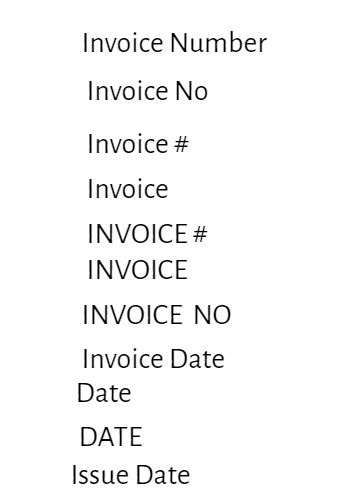 Invoice Number
Invoice No
Invoice #
Invoice
INVOICE #
INVOICE
INVOICE  NO
Invoice Date
Date
DATE
Issue Date